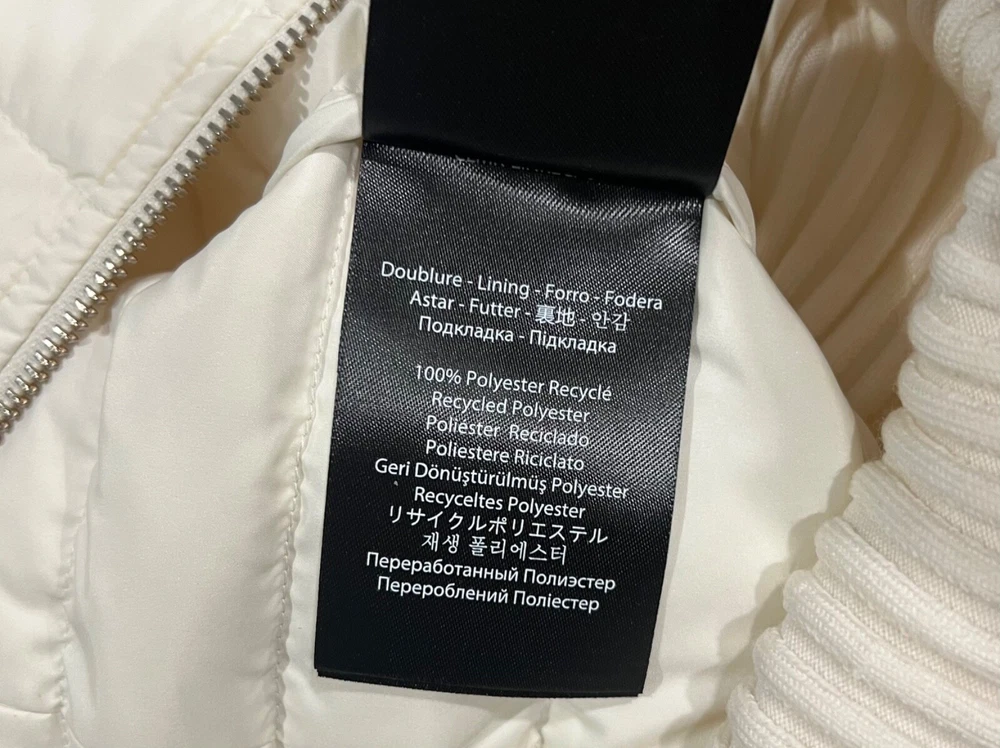 Doublure - Lining - Forro - Fodera
Astar - Futter - 裏地 - 안감
Подкладка - Підкладка
100% Polyester Recyclé
Recycled Polyester
Poliéster Reciclado
Poliestere Riciclato
Geri Dönüştürülmüş Polyester
Recyceltes Polyester
リサイクルポリエステル
재생 폴리에스터
Переработанный Полиэстер
Перероблений Поліестер